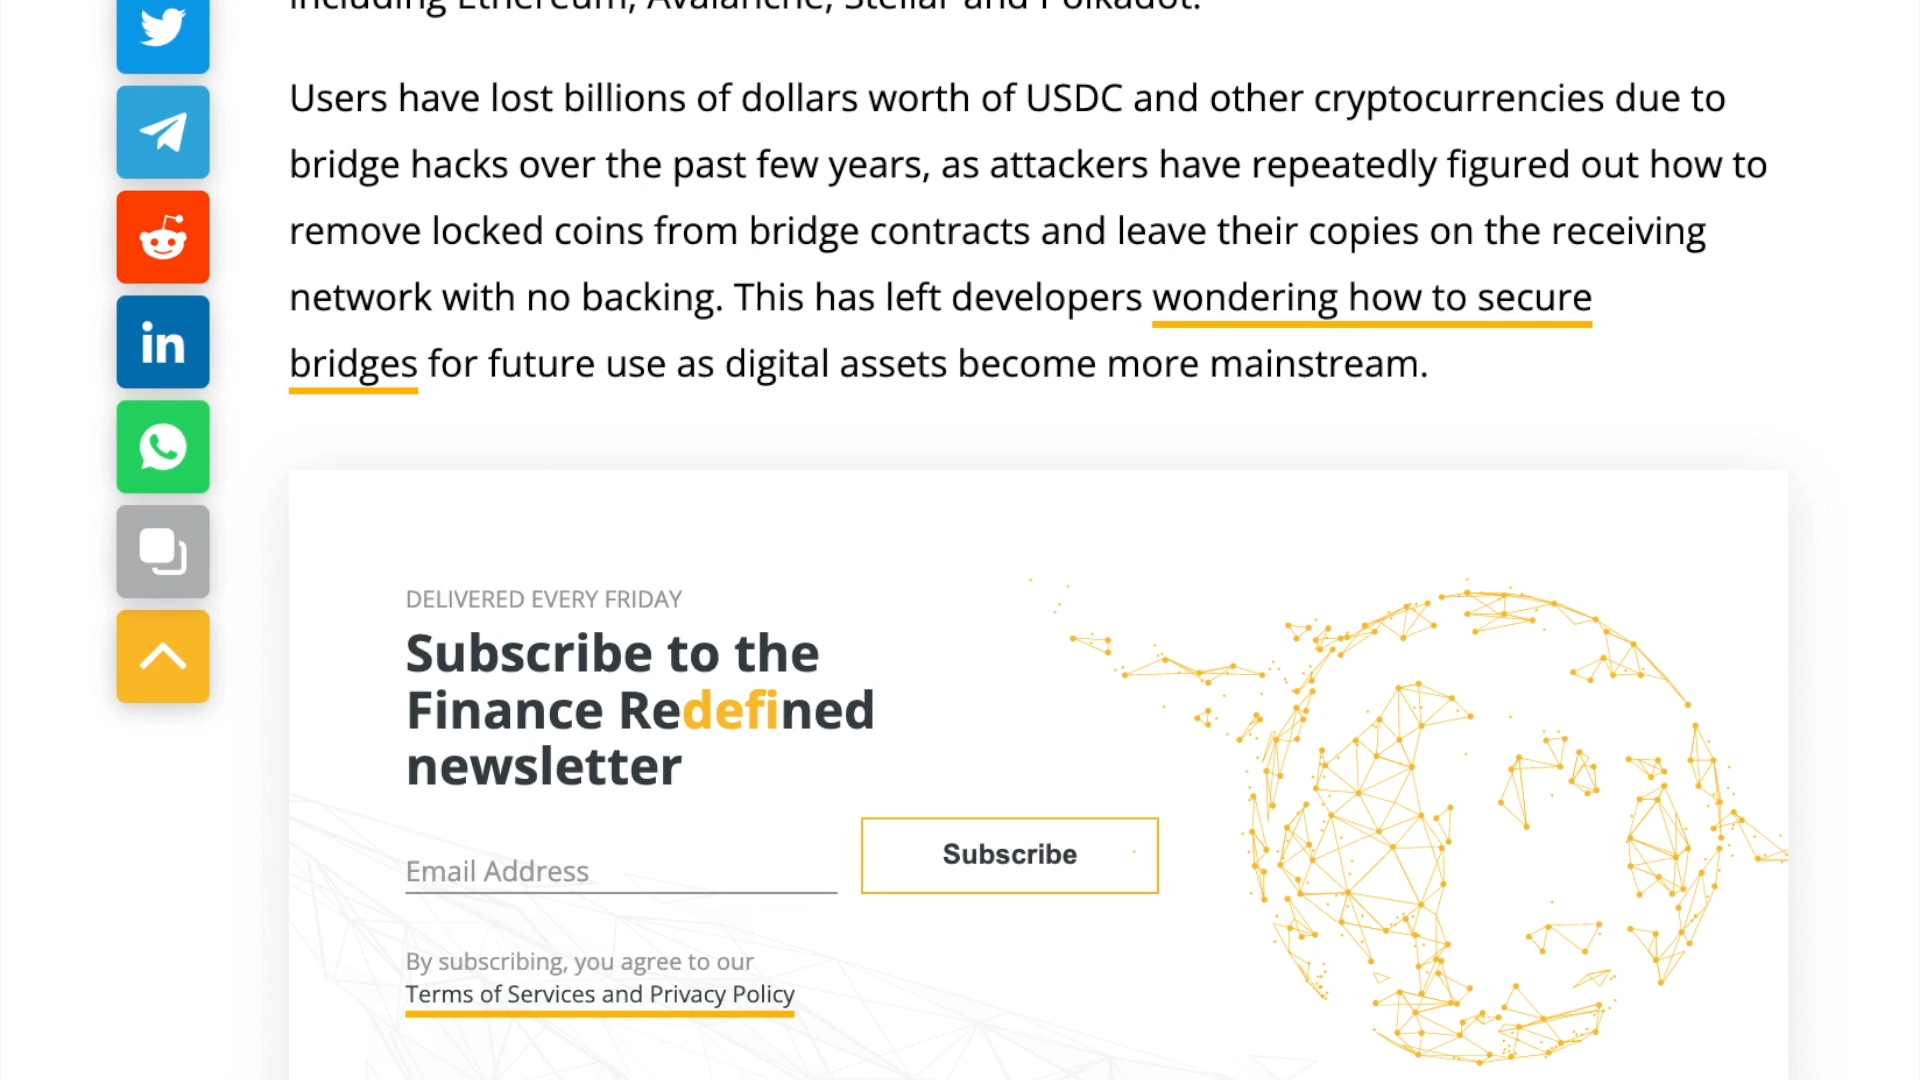 including Ethereum, Avalanche, Stellar and Polkadot.
Users have lost billions of dollars worth of USDC and other cryptocurrencies due to
bridge hacks over the past few years, as attackers have repeatedly figured out how to
remove locked coins from bridge contracts and leave their copies on the receiving
network with no backing. This has left developers wondering how to secure
bridges for future use as digital assets become more mainstream.
DELIVERED EVERY FRIDAY
Subscribe to the
Finance Redefined
newsletter
Email Address
Subscribe
By subscribing, you agree to our
Terms of Services and Privacy Policy